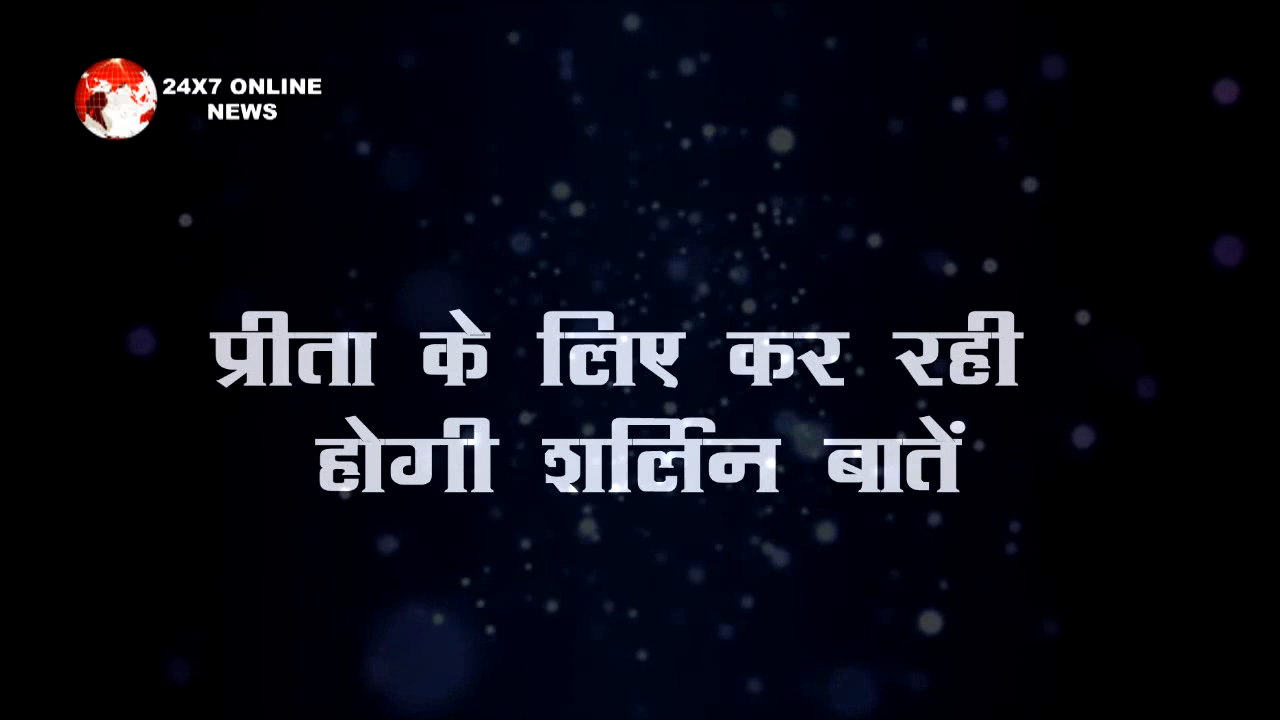 24X7 ONLINE
NEWS
प्रीता के लिए कर रही
होगी शर्लिन बातें